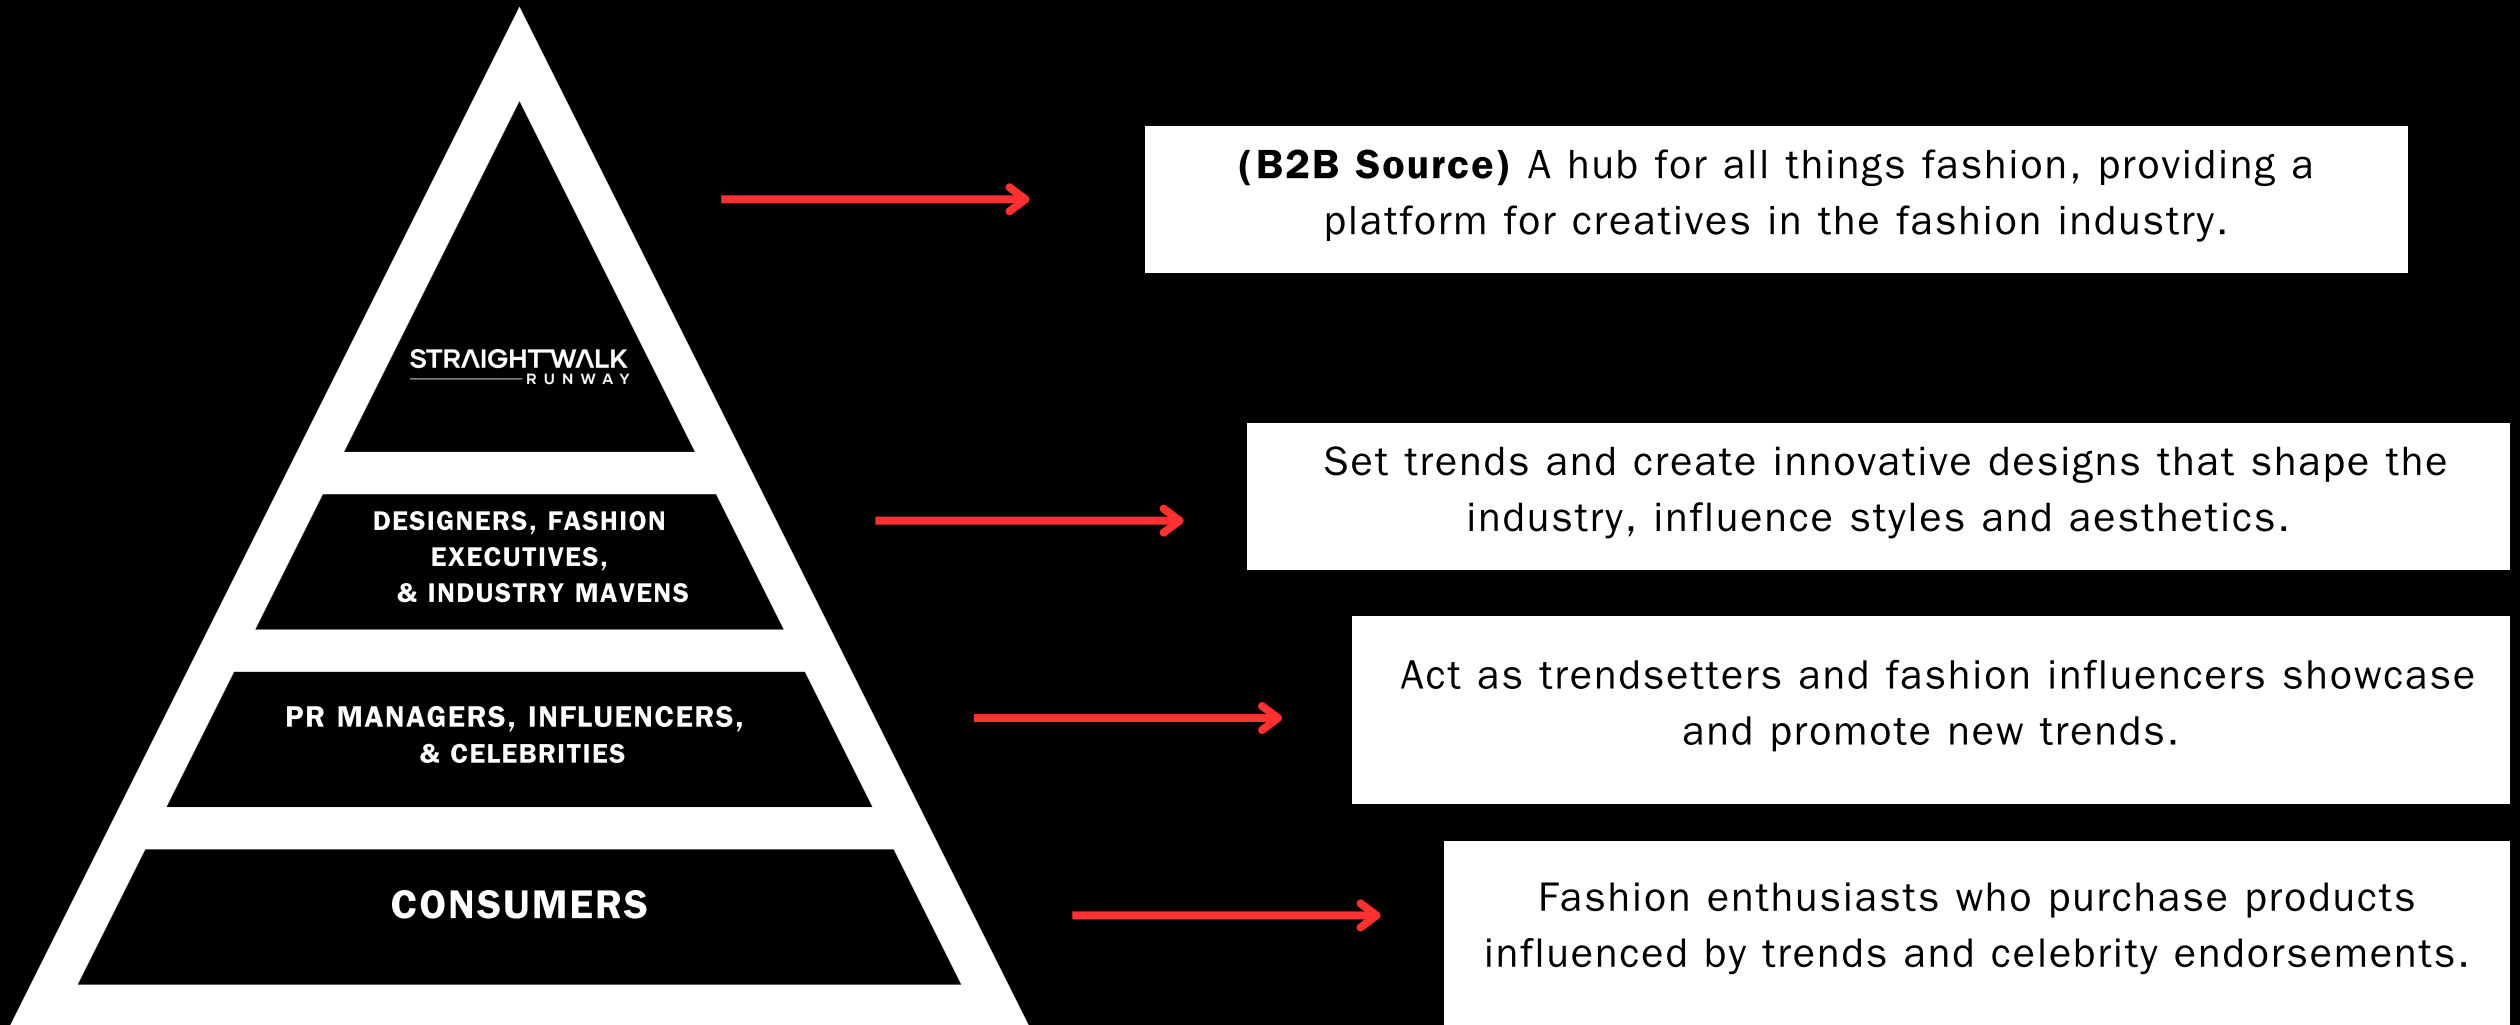 STRAIGHTWALK
RUNWAY
(B2B Source) A hub for all things fashion, providing a
platform for creatives in the fashion industry.
DESIGNERS, FASHION
EXECUTIVES,
& INDUSTRY MAVENS
Set trends and create innovative designs that shape the
industry, influence styles and aesthetics.
PR MANAGERS, INFLUENCERS,
& CELEBRITIES
Act as trendsetters and fashion influencers showcase
and promote new trends.
CONSUMERS
Fashion enthusiasts who purchase products
influenced by trends and celebrity endorsements.